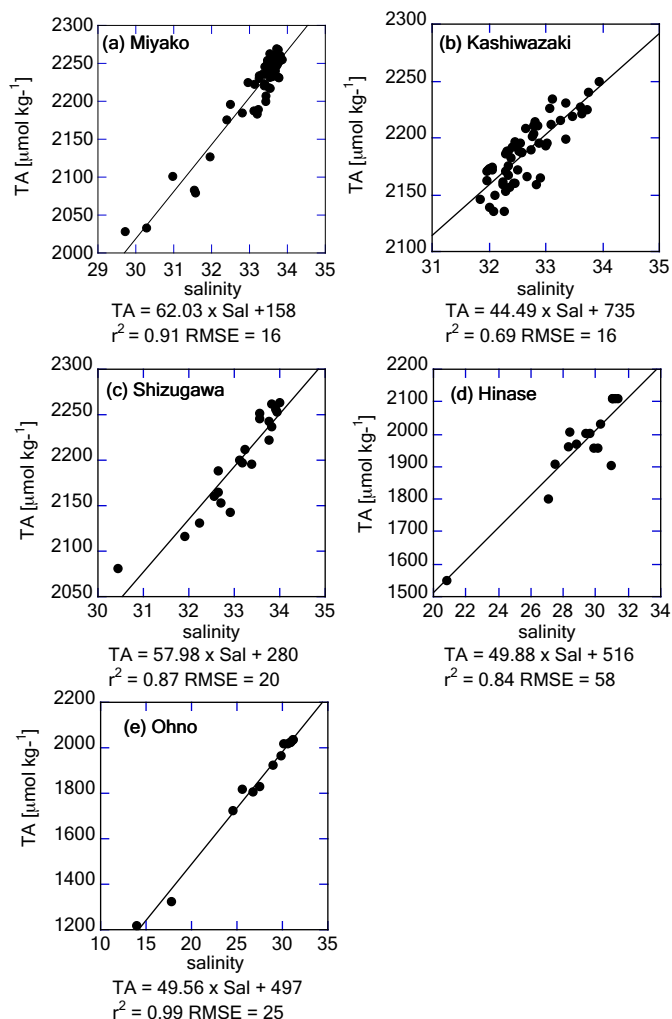 (a) Miyako
TA [μmol kg-1]
2300
2250
2200
2150
2100
2050
2000
29 30 31 32 33 34 35
salinity
TA = 62.03 x Sal +158
r2 = 0.91 RMSE = 16
(b) Kashiwazaki
TA [μmol kg-1]
2300
2250
2200
2150
2100
31 32 33 34 35
salinity
TA = 44.49 x Sal + 735
r2 = 0.69 RMSE = 16
(c) Shizugawa
TA [μmol kg-1]
2300
2250
2200
2150
2100
2050
30 31 32 33 34 35
salinity
TA = 57.98 x Sal + 280
r2 = 0.87 RMSE = 20
(d) Hinase
TA [μmol kg-1]
2200
2100
2000
1900
1800
1700
1600
1500
20 22 24 26 28 30 32 34
salinity
TA = 49.88 x Sal + 516
r2 = 0.84 RMSE = 58
(e) Ohno
TA [μmol kg-1]
2200
2000
1800
1600
1400
1200
10 15 20 25 30 35
salinity
TA = 49.56 x Sal + 497
r2 = 0.99 RMSE = 25